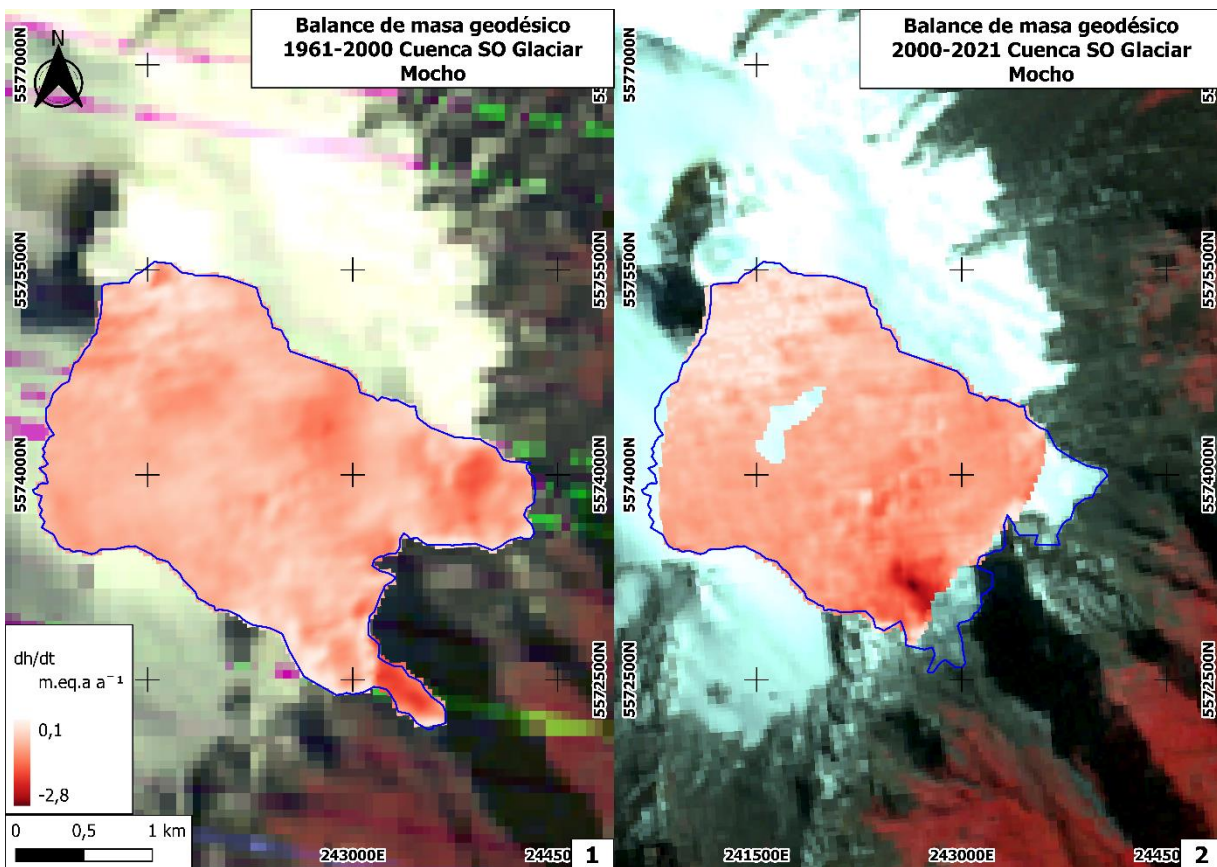 Balance de masa geodésico
1961-2000 Cuenca SO Glaciar
Mocho
N
5577000N
5575500N
5574000N
5572500N
dh/dt
m.eq.a a⁻¹
0,1
-2,8
0 0,5 1 km
243000E
1
Balance de masa geodésico
2000-2021 Cuenca SO Glaciar
Mocho
5577000N
5575500N
5574000N
5572500N
5575500N
5574000N
5572500N
241500E
243000E
2